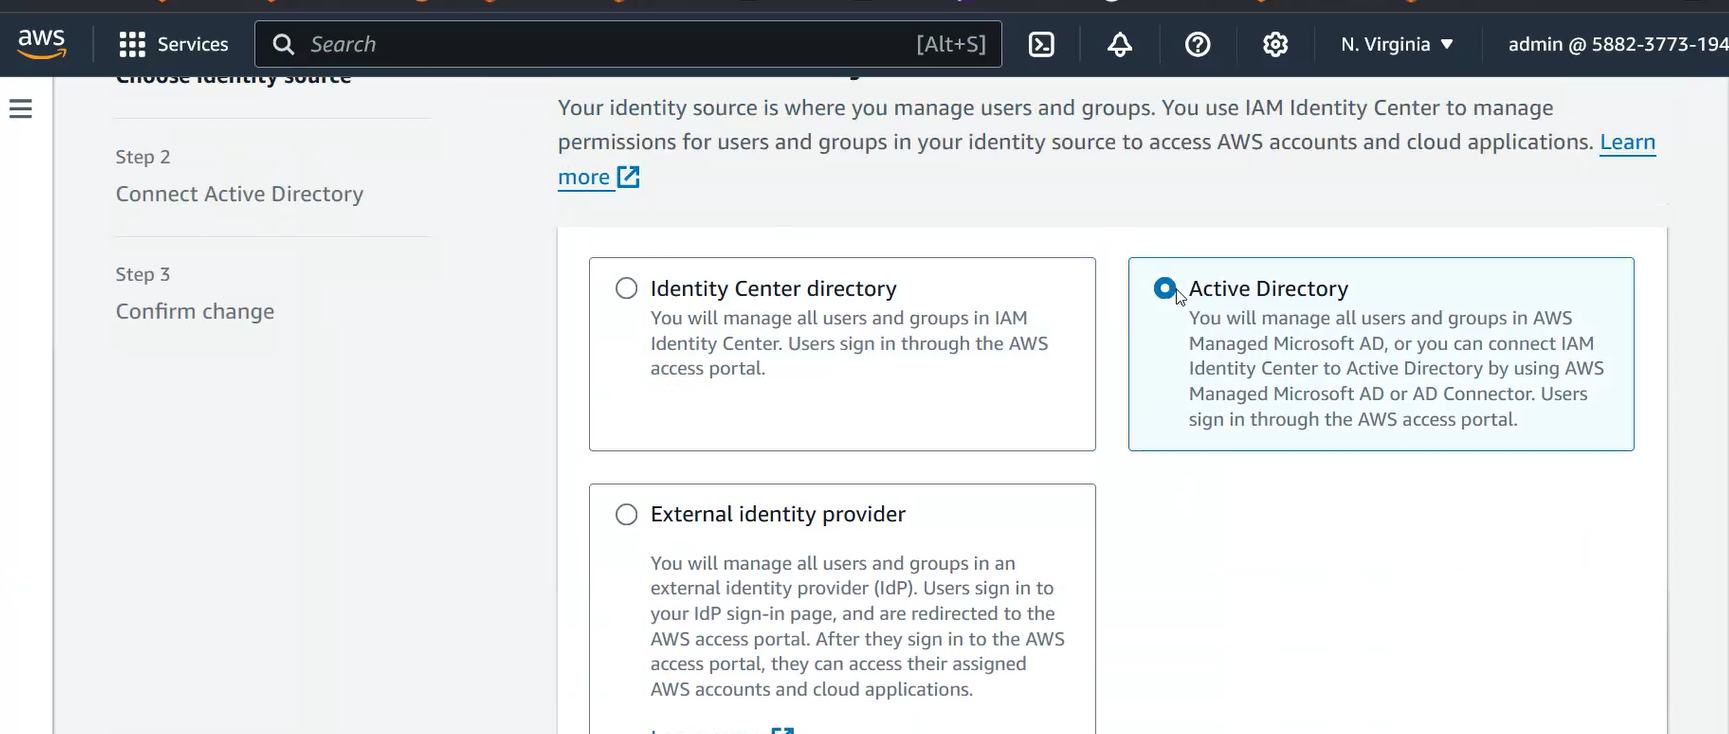 aws
Services
Search
[Alt+S]
N. Virginia
admin @ 5882-3773-194
Choose identity source
Step 2
Connect Active Directory
Step 3
Confirm change
Your identity source is where you manage users and groups. You use IAM Identity Center to manage
permissions for users and groups in your identity source to access AWS accounts and cloud applications. Learn
more
Identity Center directory
You will manage all users and groups in IAM
Identity Center. Users sign in through the AWS
access portal.
Active Directory
You will manage all users and groups in AWS
Managed Microsoft AD, or you can connect IAM
Identity Center to Active Directory by using AWS
Managed Microsoft AD or AD Connector. Users
sign in through the AWS access portal.
External identity provider
You will manage all users and groups in an
external identity provider (IdP). Users sign in to
your IdP sign-in page, and are redirected to the
AWS access portal. After they sign in to the AWS
access portal, they can access their assigned
AWS accounts and cloud applications.